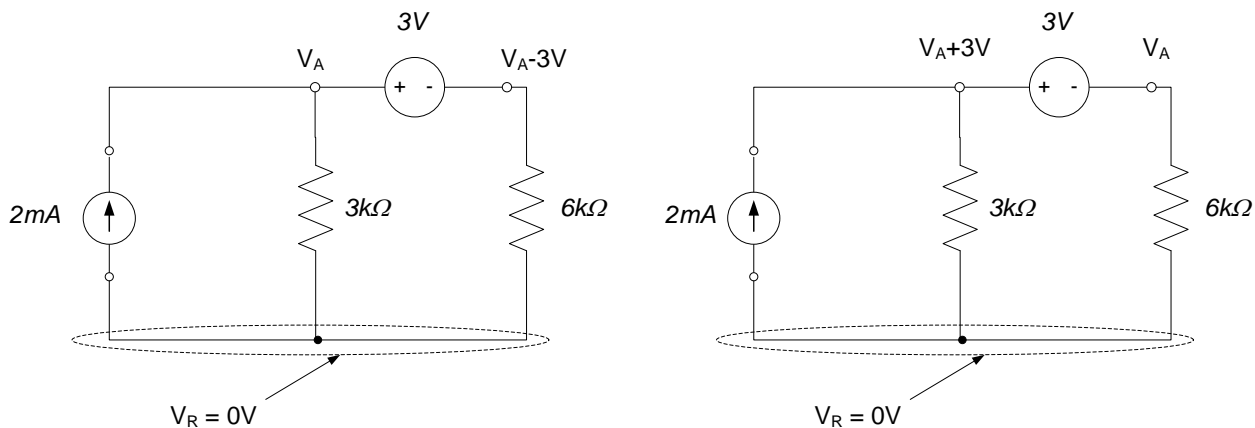 3V
V_A
V_A-3V
+ -
2mA
3kΩ
6kΩ
V_R = 0V
3V
V_A+3V
V_A
+ -
2mA
3kΩ
6kΩ
V_R = 0V